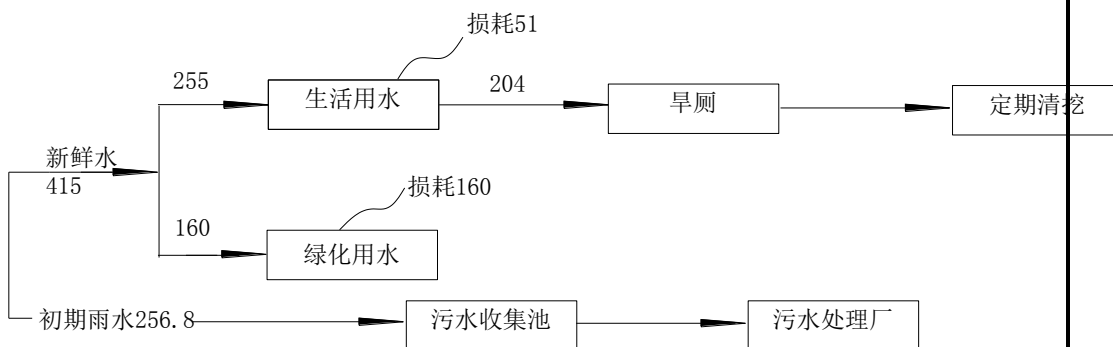 损耗51
255
生活用水
204
旱厕
定期清挖
新鲜水
415
损耗160
160
绿化用水
初期雨水256.8
污水收集池
污水处理厂